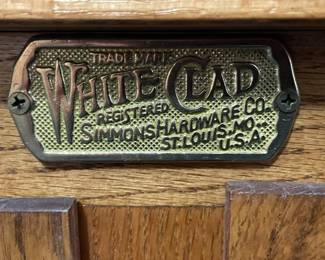 TRADE MARK
WHITE CLAD
REGISTERED
SIMMONS HARDWARE CO.
ST. LOUIS, MO.
U.S.A.